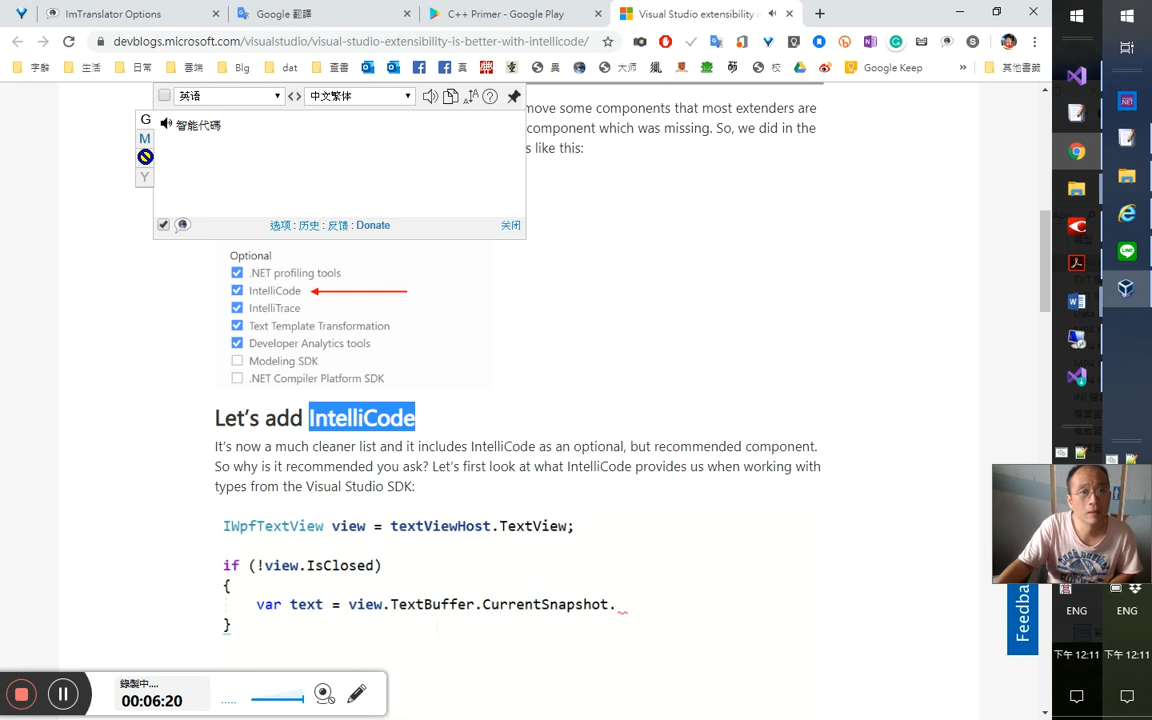 ImTranslator Options
Google 翻譯
C++ Primer - Google Play
Visual Studio extensibility i
devblogs.microsoft.com/visualstudio/visual-studio-extensibility-is-better-with-intellicode/
字辭
生活
日常
雲端
Blg
dat
查書
真
異
大师
校
Google Keep
»
其他書籤
英语
中文繁体
G
M
Y
智能代碼
选项 : 历史 : 反馈 : Donate
关闭
move some components that most extenders are
component which was missing. So, we did in the
s like this:
Optional
.NET profiling tools
IntelliCode
IntelliTrace
Text Template Transformation
Developer Analytics tools
Modeling SDK
.NET Compiler Platform SDK
Let's add IntelliCode
It's now a much cleaner list and it includes IntelliCode as an optional, but recommended component.
So why is it recommended you ask? Let's first look at what IntelliCode provides us when working with
types from the Visual Studio SDK:
IWpfTextView view = textViewHost.TextView;
if (!view.IsClosed)
{
var text = view.TextBuffer.CurrentSnapshot.
}
Feedba
錄製中....
00:06:20
ENG
ENG
下午 12:11
下午 12:11